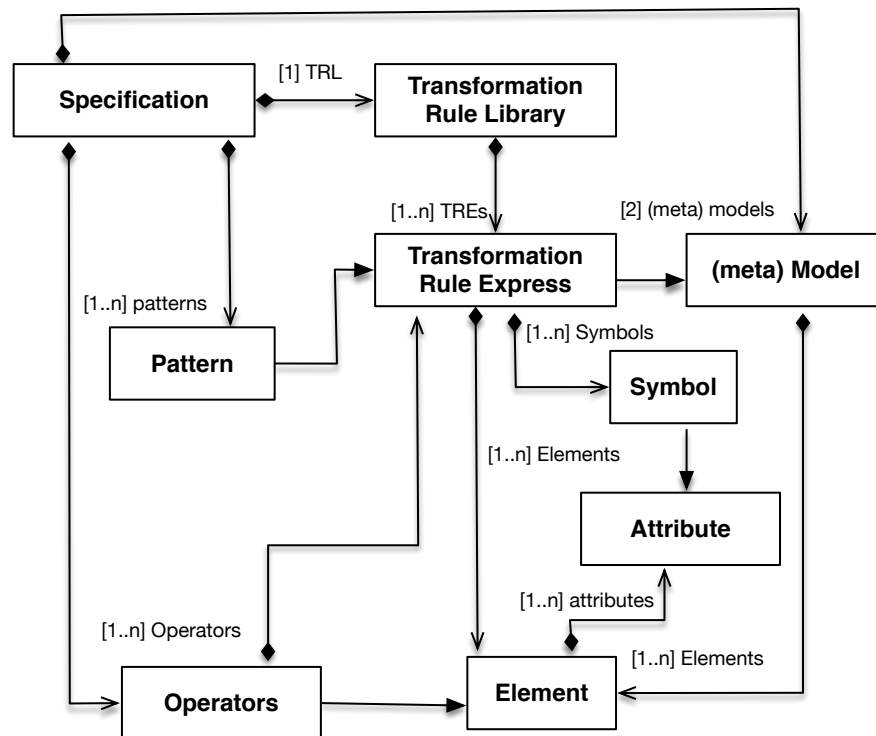 [1] TRL
Specification
Transformation
Rule Library
[1..n] TREs
[2] (meta) models
Transformation
Rule Express
(meta) Model
[1..n] patterns
[1..n] Symbols
Pattern
Symbol
[1..n] Elements
Attribute
[1..n] attributes
[1..n] Operators
[1..n] Elements
Operators
Element